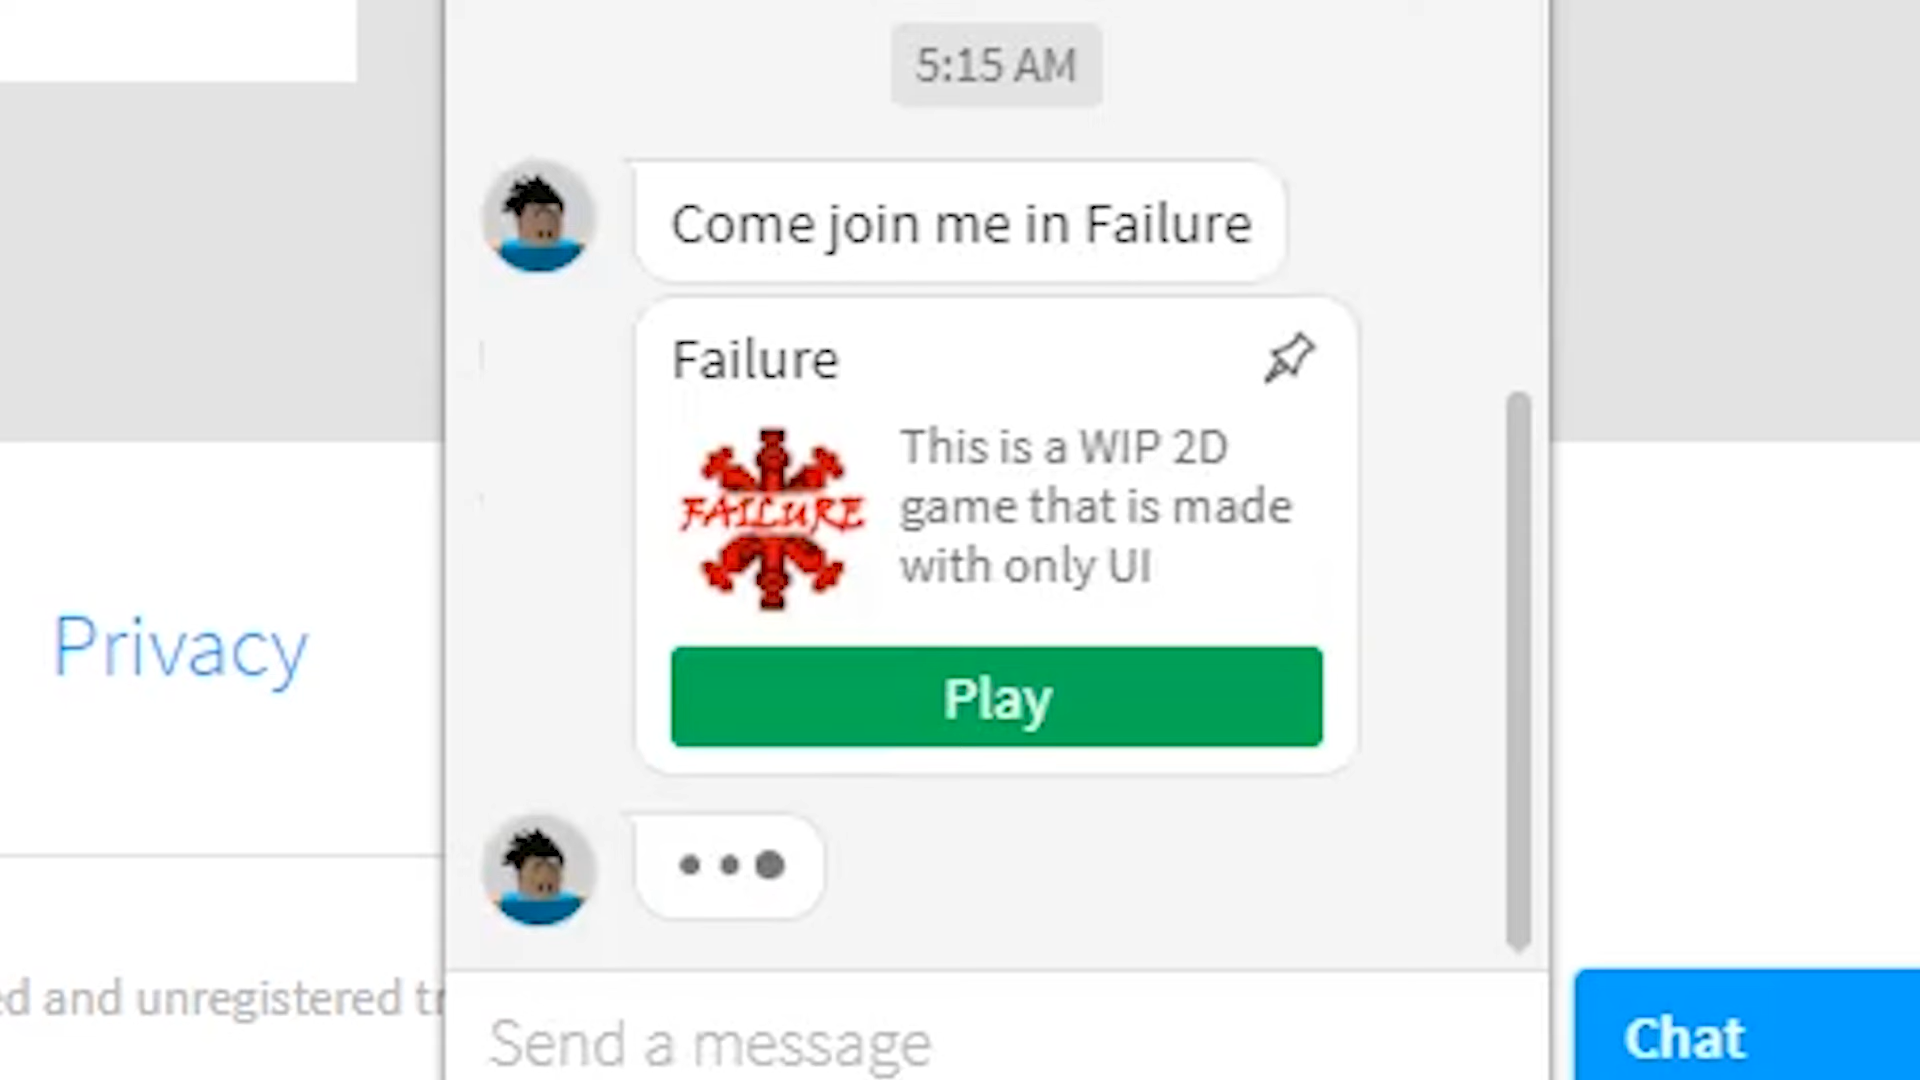 5:15 AM
Come join me in Failure
Failure
FAILURE
This is a WIP 2D
game that is made
with only UI
Play
Privacy
and unregistered
Send a message
Chat